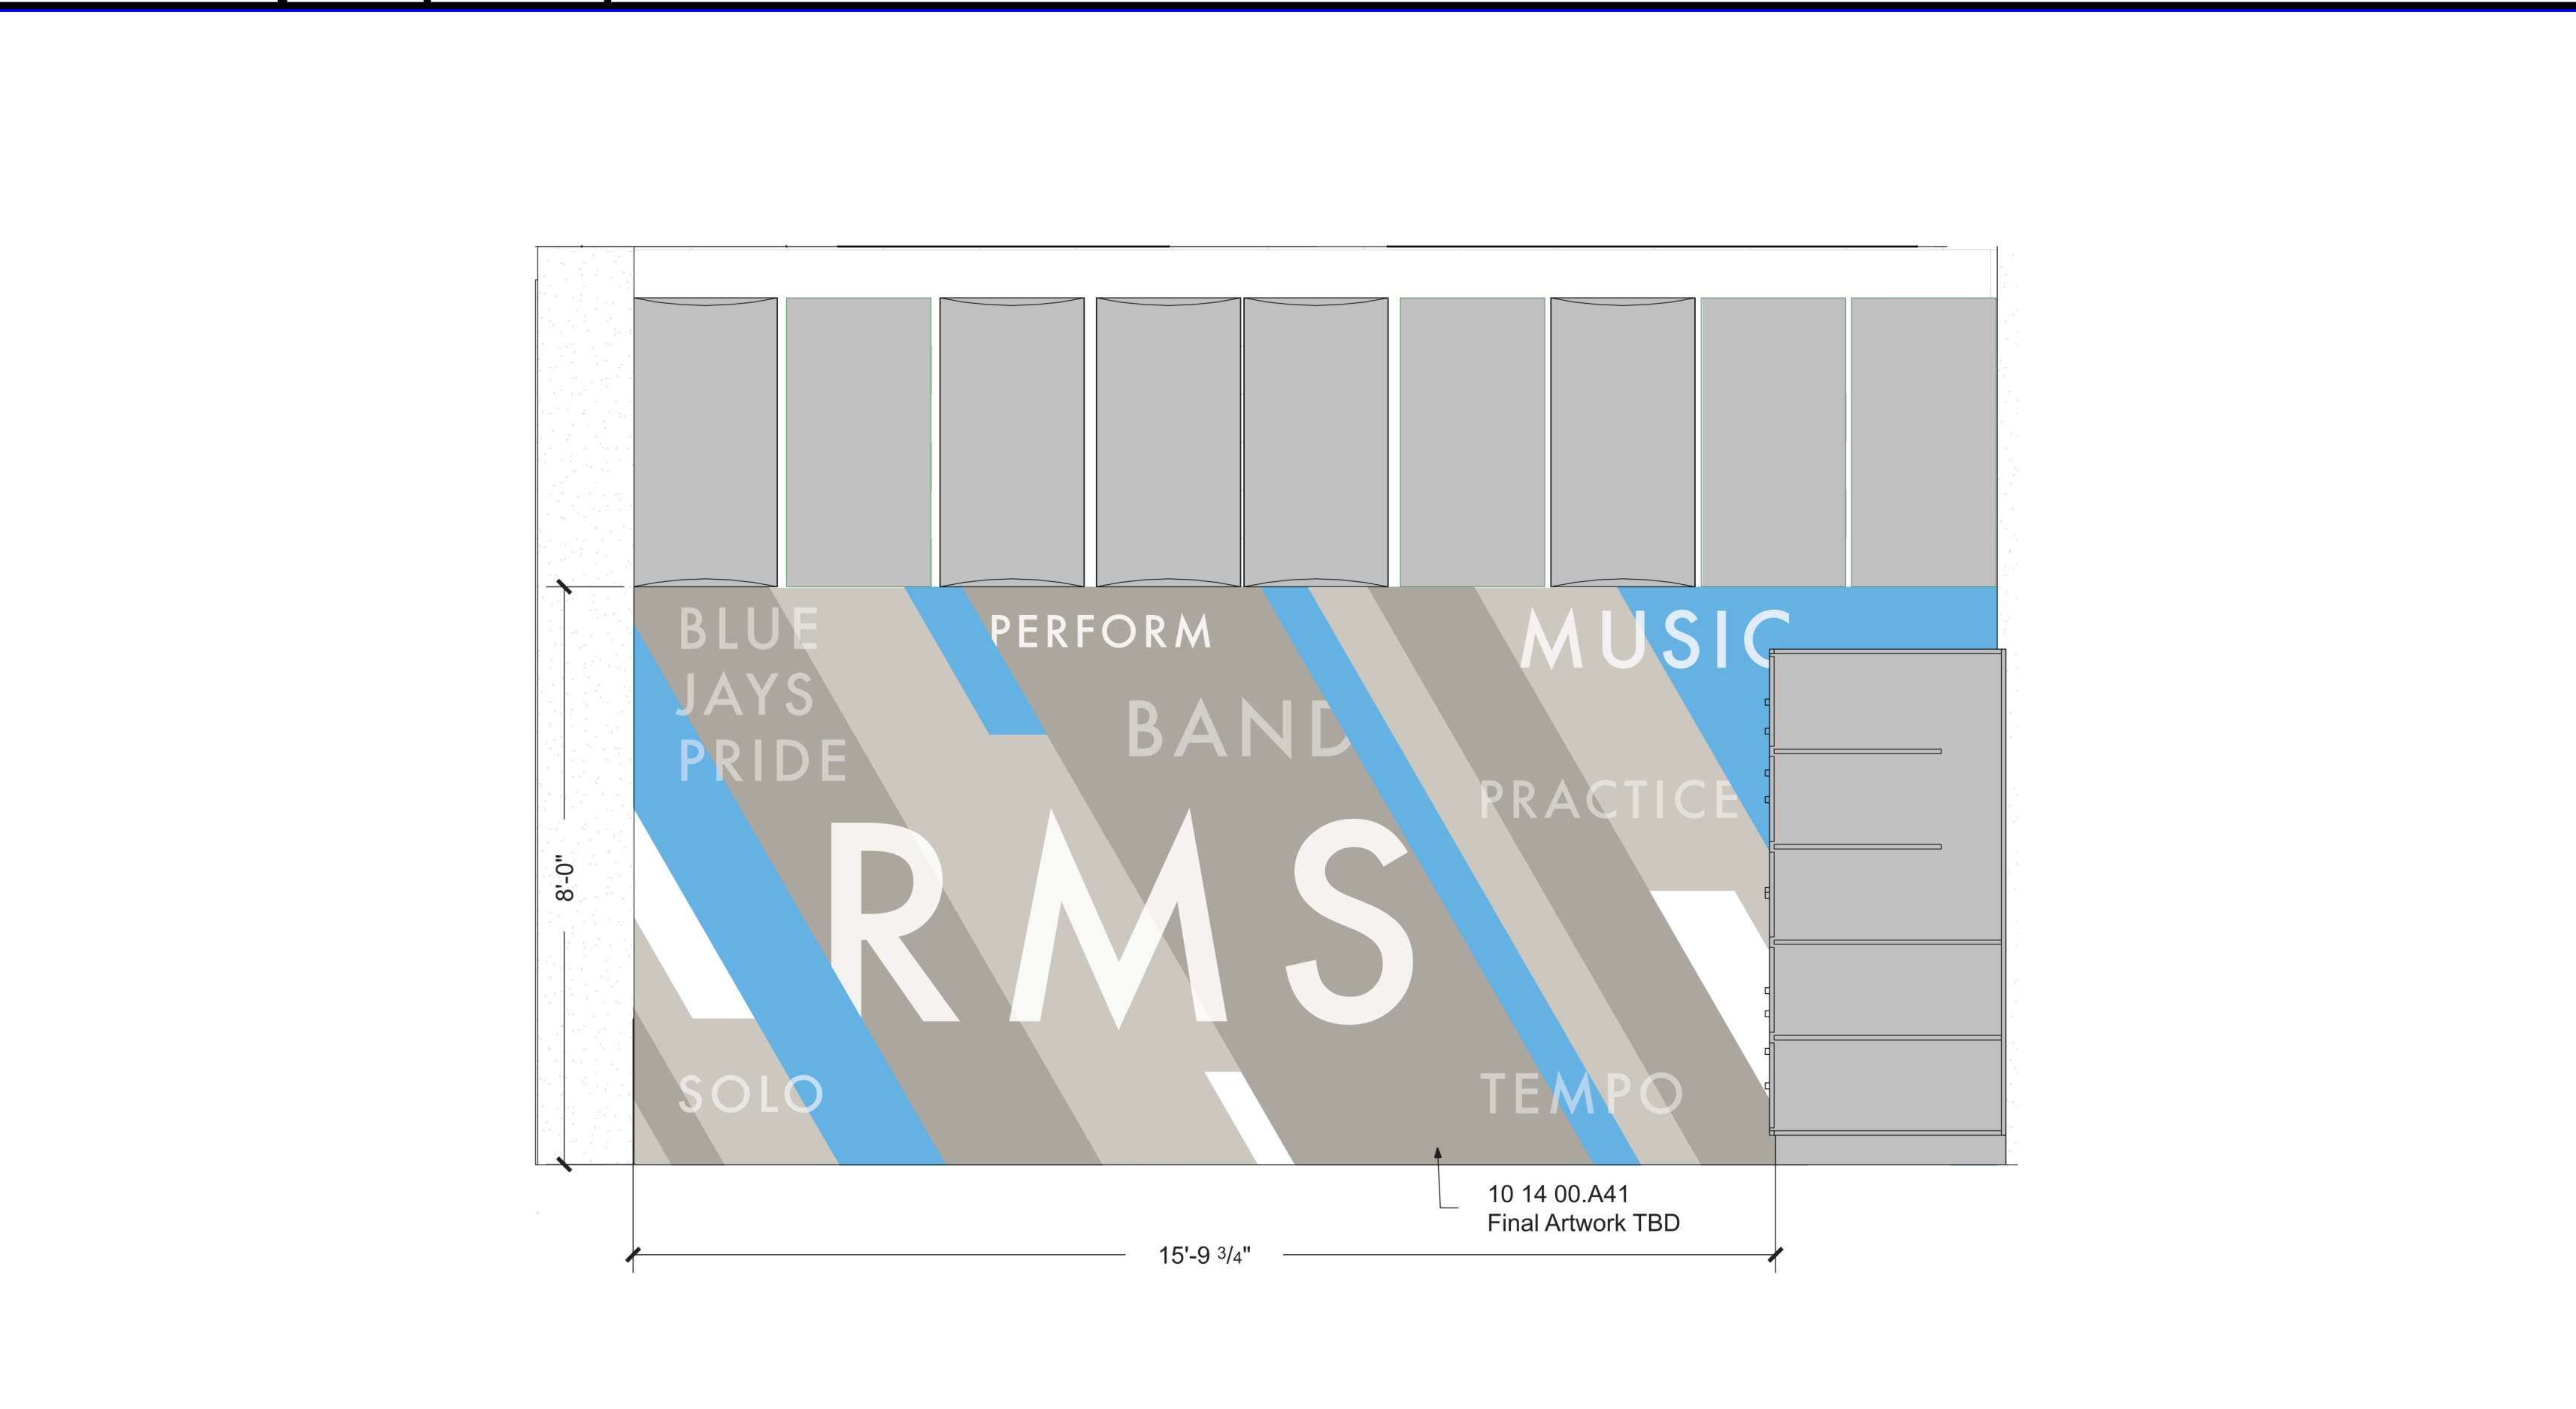 BLUE
JAYS
PRIDE
PERFORM
BAND
MUSIC
PRACTICE
RMS
SOLO
TEMPO
8'-0"
10 14 00.A41
Final Artwork TBD
15'-9 3/4"